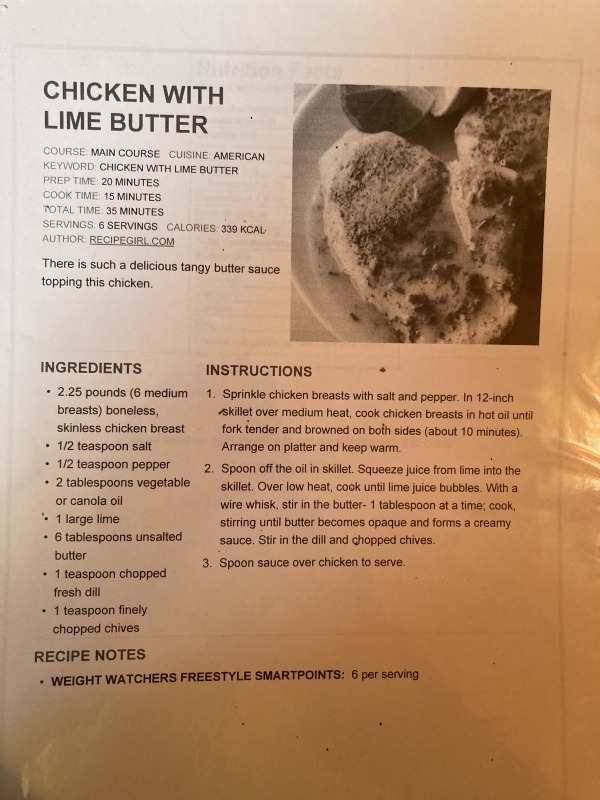 Nutrition Facts
CHICKEN WITH
LIME BUTTER
COURSE: MAIN COURSE CUISINE: AMERICAN
KEYWORD: CHICKEN WITH LIME BUTTER
PREP TIME: 20 MINUTES
COOK TIME: 15 MINUTES
TOTAL TIME: 35 MINUTES
SERVINGS: 6 SERVINGS CALORIES: 339 KCAL
AUTHOR: RECIPEGIRL.COM
There is such a delicious tangy butter sauce
topping this chicken.
INGREDIENTS
• 2.25 pounds (6 medium
breasts) boneless,
skinless chicken breast
• 1/2 teaspoon salt
• 1/2 teaspoon pepper
• 2 tablespoons vegetable
or canola oil
• 1 large lime
• 6 tablespoons unsalted
butter
• 1 teaspoon chopped
fresh dill
• 1 teaspoon finely
chopped chives
INSTRUCTIONS
1. Sprinkle chicken breasts with salt and pepper. In 12-inch
skillet over medium heat, cook chicken breasts in hot oil until
fork tender and browned on both sides (about 10 minutes).
Arrange on platter and keep warm.
2. Spoon off the oil in skillet. Squeeze juice from lime into the
skillet. Over low heat, cook until lime juice bubbles. With a
wire whisk, stir in the butter- 1 tablespoon at a time; cook,
stirring until butter becomes opaque and forms a creamy
sauce. Stir in the dill and chopped chives.
3. Spoon sauce over chicken to serve.
RECIPE NOTES
• WEIGHT WATCHERS FREESTYLE SMARTPOINTS: 6 per serving